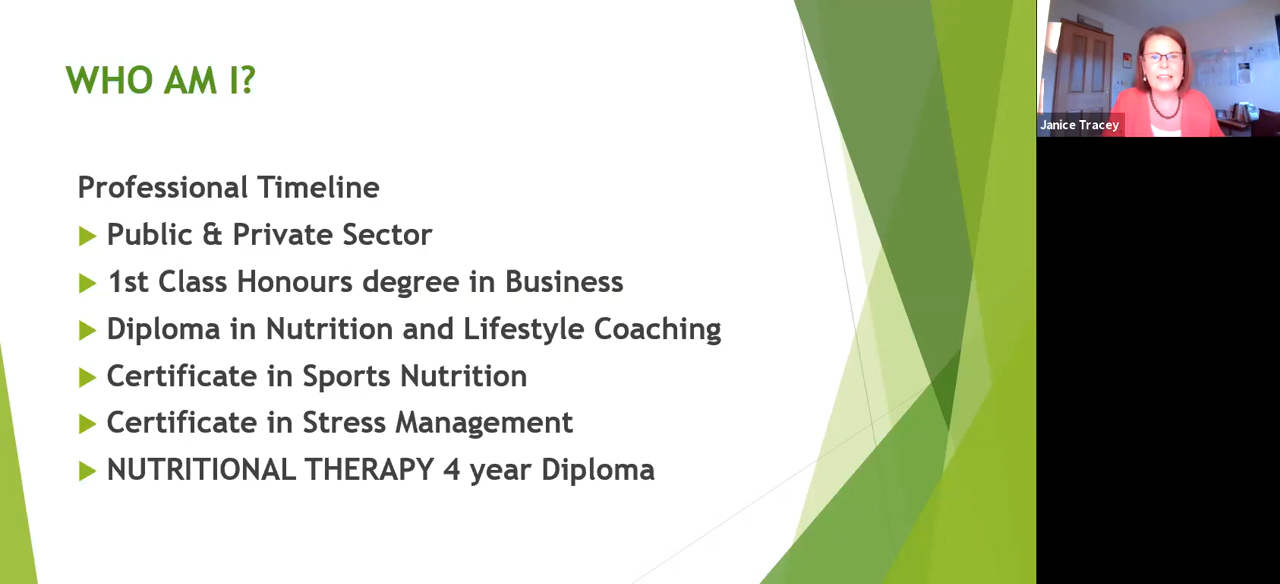 WHO AM I?
Professional Timeline
Public & Private Sector
1st Class Honours degree in Business
Diploma in Nutrition and Lifestyle Coaching
Certificate in Sports Nutrition
Certificate in Stress Management
NUTRITIONAL THERAPY 4 year Diploma
Janice Tracey